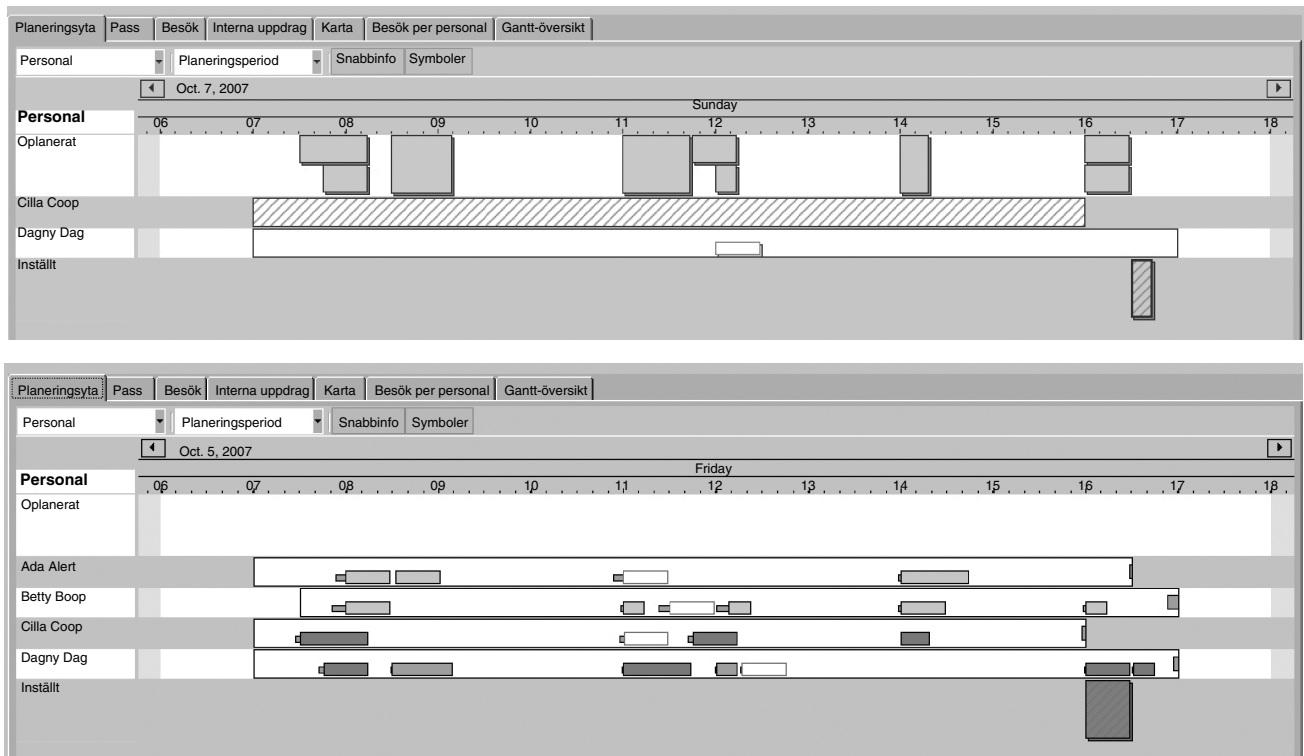 Planeringsyta Pass Besök Interna uppdrag Karta Besök per personal Gantt-översikt
Personal Planeringsperiod Snabbinfo Symboler
Oct. 7, 2007
Sunday
Personal
06 07 08 09 10 11 12 13 14 15 16 17 18
Oplanerat
Cilla Coop
Dagny Dag
Inställt
Planeringsyta Pass Besök Interna uppdrag Karta Besök per personal Gantt-översikt
Personal Planeringsperiod Snabbinfo Symboler
Oct. 5, 2007
Friday
Personal
06 07 08 09 10 11 12 13 14 15 16 17 18
Oplanerat
Ada Alert
Betty Boop
Cilla Coop
Dagny Dag
Inställt